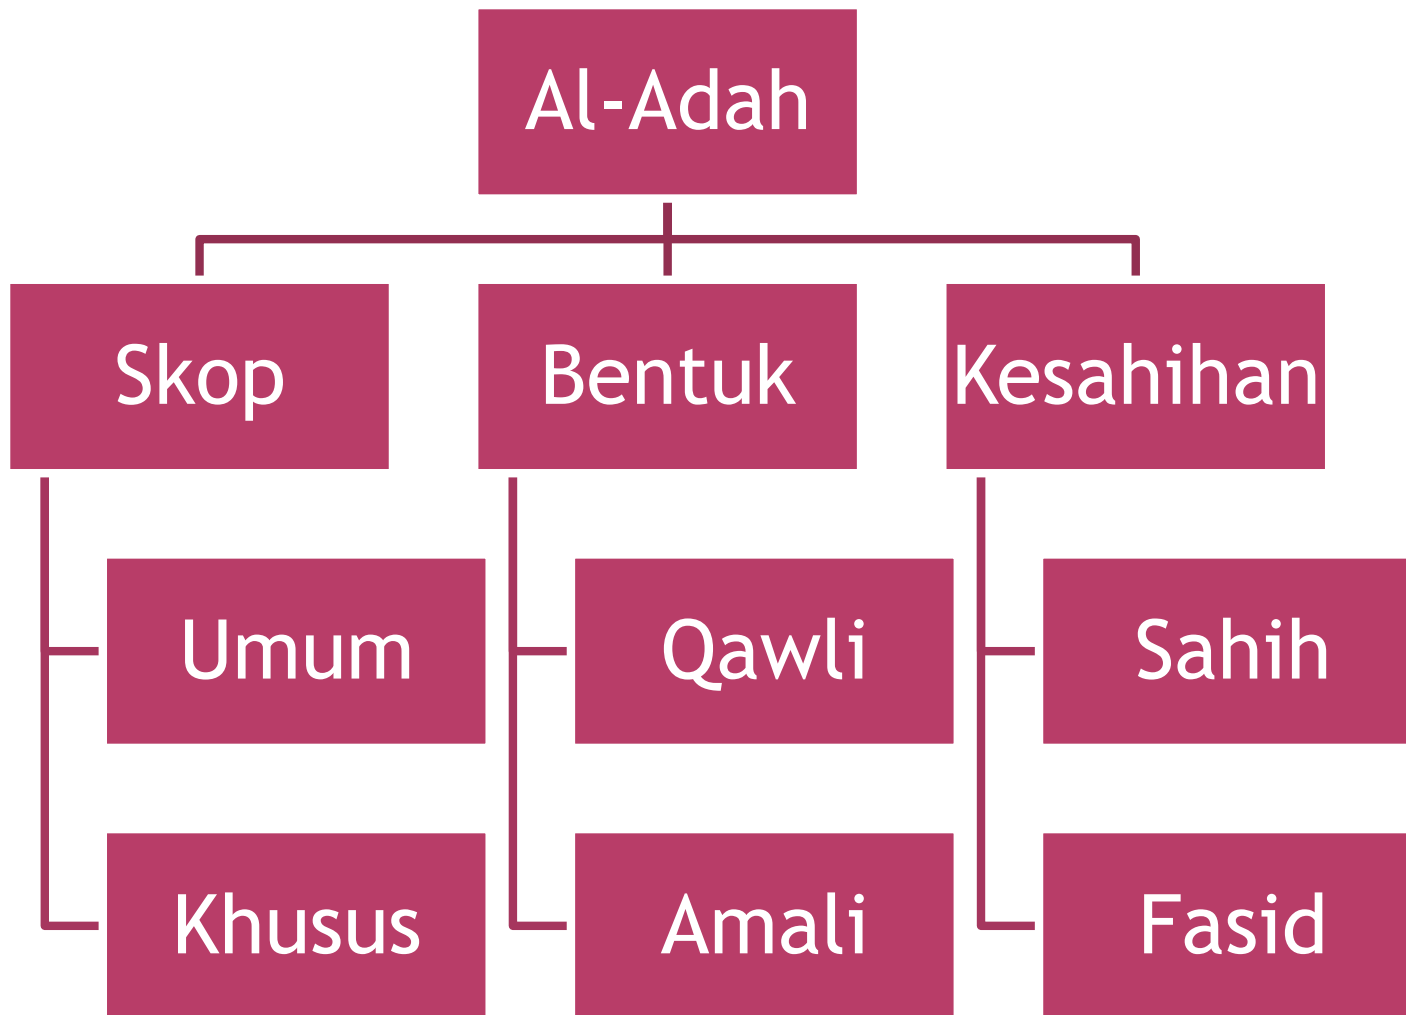 Al-Adah
Skop
Bentuk
Kesahihan
Umum
Qawli
Sahih
Khusus
Amali
Fasid